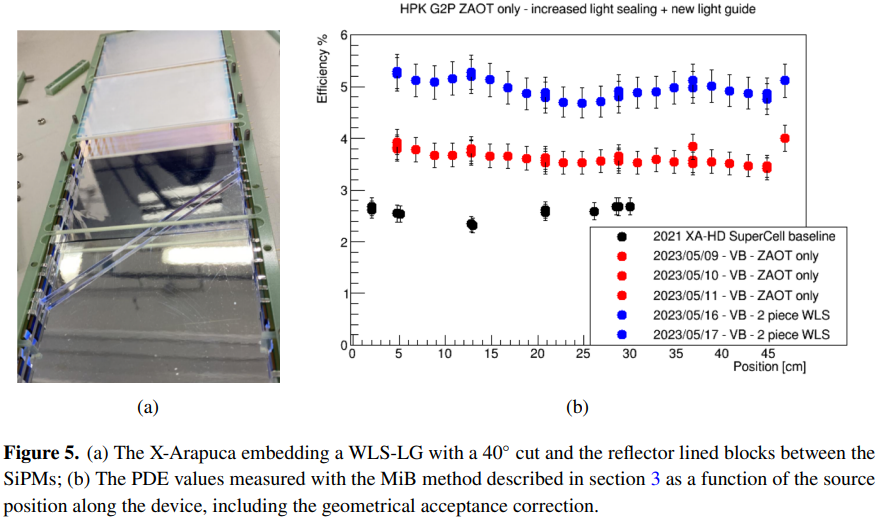 HPK G2P ZAOT only - increased light sealing + new light guide
Efficiency %
6
5
4
3
2
1
0
0 5 10 15 20 25 30 35 40 45
Position [cm]
2021 XA-HD SuperCell baseline
2023/05/09 - VB - ZAOT only
2023/05/10 - VB - ZAOT only
2023/05/11 - VB - ZAOT only
2023/05/16 - VB - 2 piece WLS
2023/05/17 - VB - 2 piece WLS
(a)
(b)
Figure 5. (a) The X-Arapuca embedding a WLS-LG with a 40° cut and the reflector lined blocks between the
SiPMs; (b) The PDE values measured with the MiB method described in section 3 as a function of the source
position along the device, including the geometrical acceptance correction.